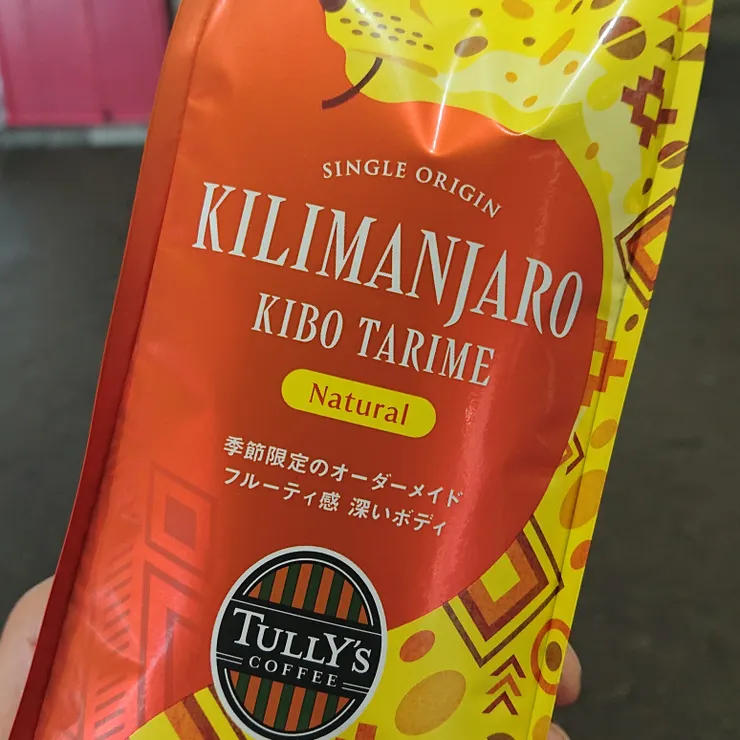 SINGLE ORIGIN
KILIMANJARO
KIBO TARIME
Natural
季節限定のオーダーメイド
フルーティ感 深いボディ
TULLY'S
COFFEE